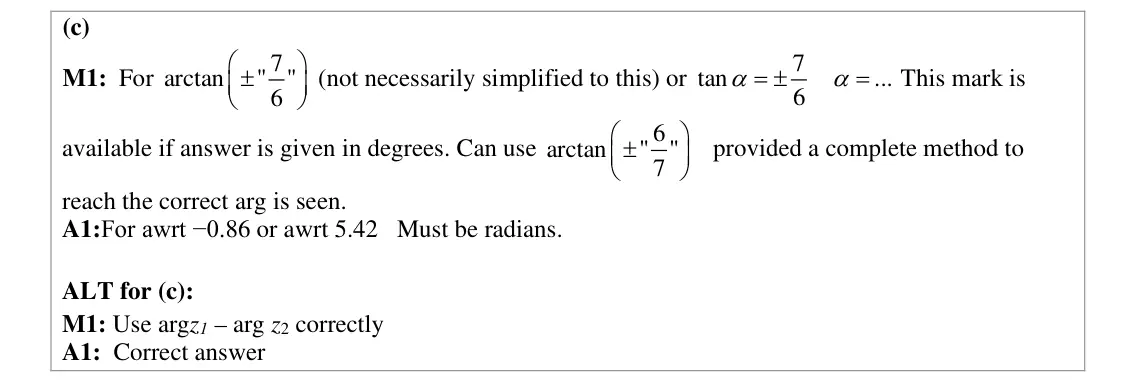 (c)
M1: For arctan(±"7/6") (not necessarily simplified to this) or tan α = ±7/6 α = ... This mark is
available if answer is given in degrees. Can use arctan(±"6/7") provided a complete method to
reach the correct arg is seen.
A1:For awrt −0.86 or awrt 5.42 Must be radians.
ALT for (c):
M1: Use argz₁ – arg z₂ correctly
A1: Correct answer